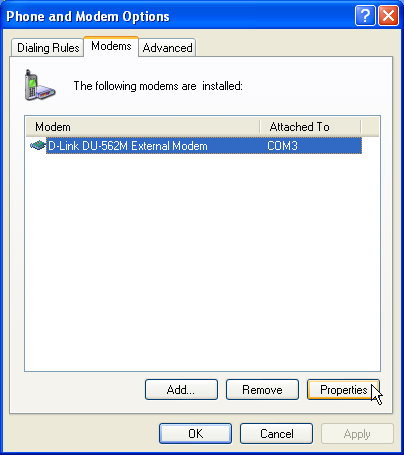 Phone and Modem Options
Dialing Rules Modems Advanced
The following modems are installed:
Modem Attached To
D-Link DU-562M External Modem COM3
Add... Remove Properties
OK Cancel Apply